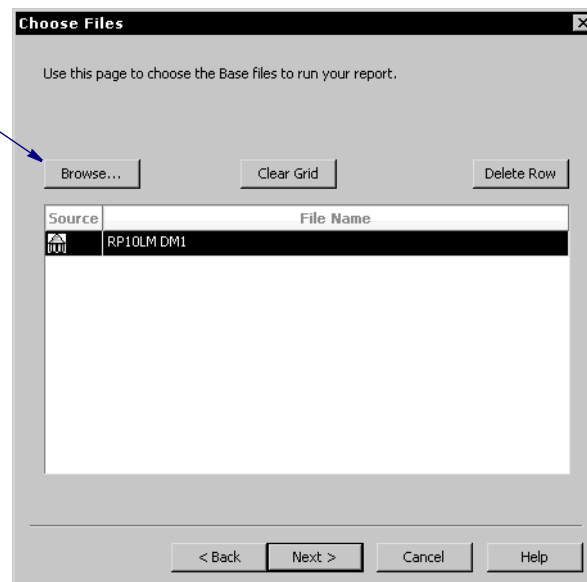 Choose Files
Use this page to choose the Base files to run your report.
Browse... Clear Grid Delete Row
Source File Name
RP10LM DM1
< Back Next > Cancel Help